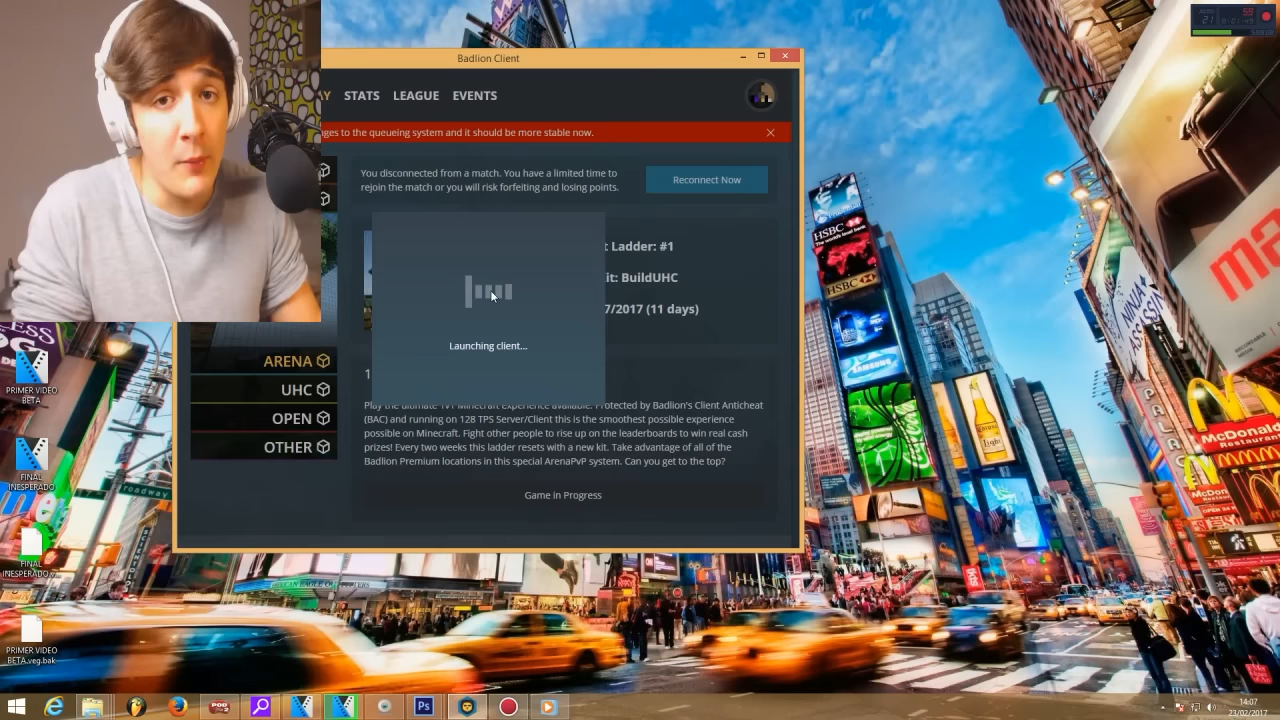 Badlion Client
STATS LEAGUE EVENTS
ges to the queueing system and it should be more stable now.
You disconnected from a match. You have a limited time to
rejoin the match or you will risk forfeiting and losing points.
Reconnect Now
t Ladder: #1
it: BuildUHC
7/2017 (11 days)
Launching client...
ARENA
UHC
OPEN
OTHER
Play the ultimate 1v1 Minecraft experience available. Protected by Badlion's Client Anticheat
(BAC) and running on 128 TPS Server/Client this is the smoothest possible experience
possible on Minecraft. Fight other people to rise up on the leaderboards to win real cash
prizes! Every two weeks this ladder resets with a new kit. Take advantage of all of the
Badlion Premium locations in this special ArenaPvP system. Can you get to the top?
Game in Progress
PRIMER VIDEO
BETA
FINAL
INESPERADO
FINAL
INESPERADO.v...
PRIMER VIDEO
BETA.veg.bak
HSBC
HSBC
SAMSUNG
NINJA
ASSASSIN
McDonald
Restauran
roadway
Ps
14:07
23/02/2017